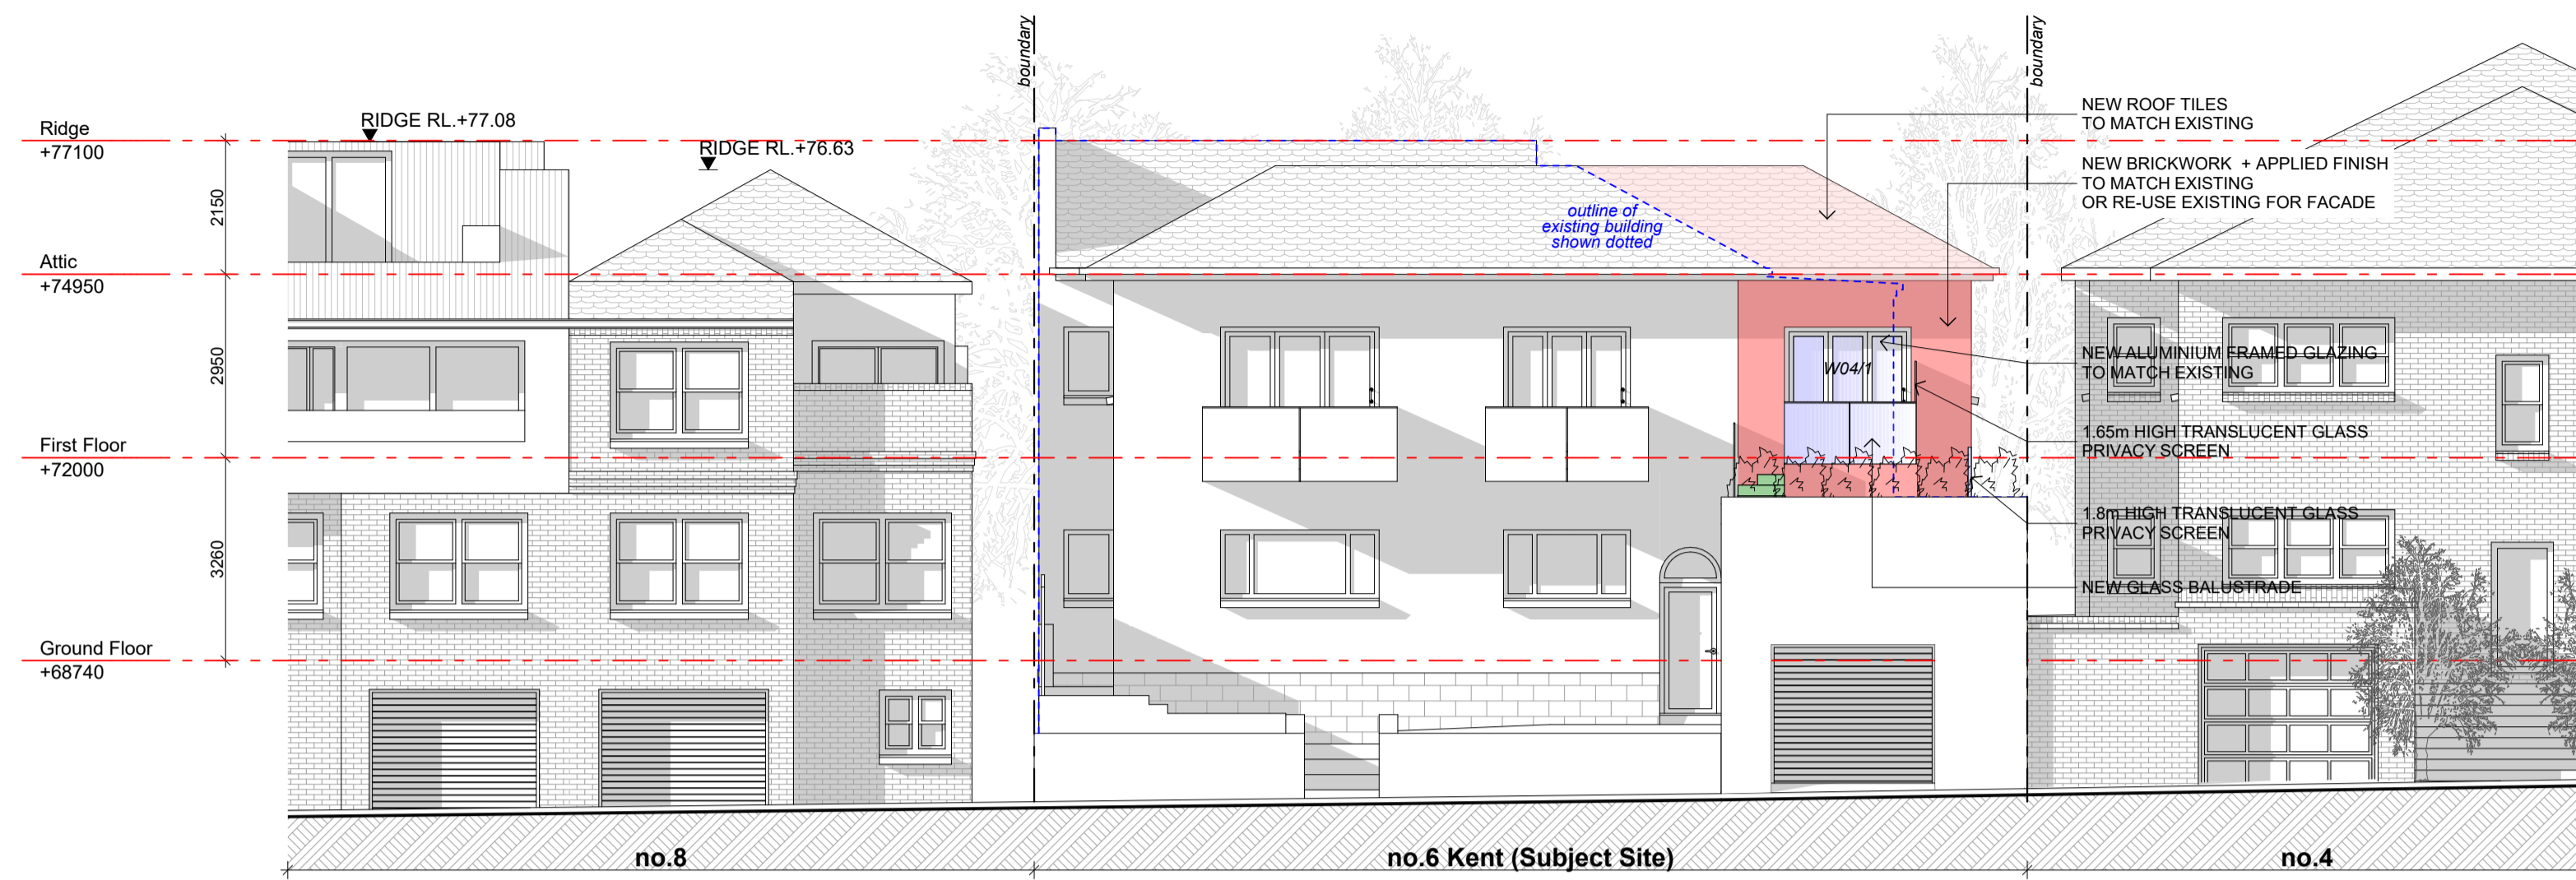 boundary
boundary
RIDGE RL.+77.08
RIDGE RL.+76.63
Ridge
+77100
2150
Attic
+74950
2950
First Floor
+72000
3260
Ground Floor
+68740
outline of
existing building
shown dotted
W04/1
NEW ROOF TILES
TO MATCH EXISTING
NEW BRICKWORK + APPLIED FINISH
TO MATCH EXISTING
OR RE-USE EXISTING FOR FACADE
NEW ALUMINIUM FRAMED GLAZING
TO MATCH EXISTING
1.65m HIGH TRANSLUCENT GLASS
PRIVACY SCREEN
1.8m HIGH TRANSLUCENT GLASS
PRIVACY SCREEN
NEW GLASS BALUSTRADE
no.8
no.6 Kent (Subject Site)
no.4